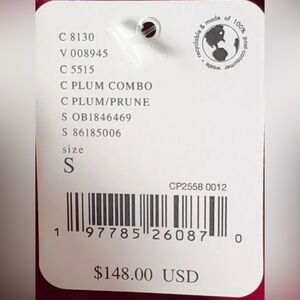 C 8130
V 008945
C 5515
C PLUM COMBO
C PLUM/PRUNE
S OB1846469
S 86185006
size
S
recyclable & made of 100% post-consumer waste
CP2558 0012
1 97785 26087 0
$148.00 USD